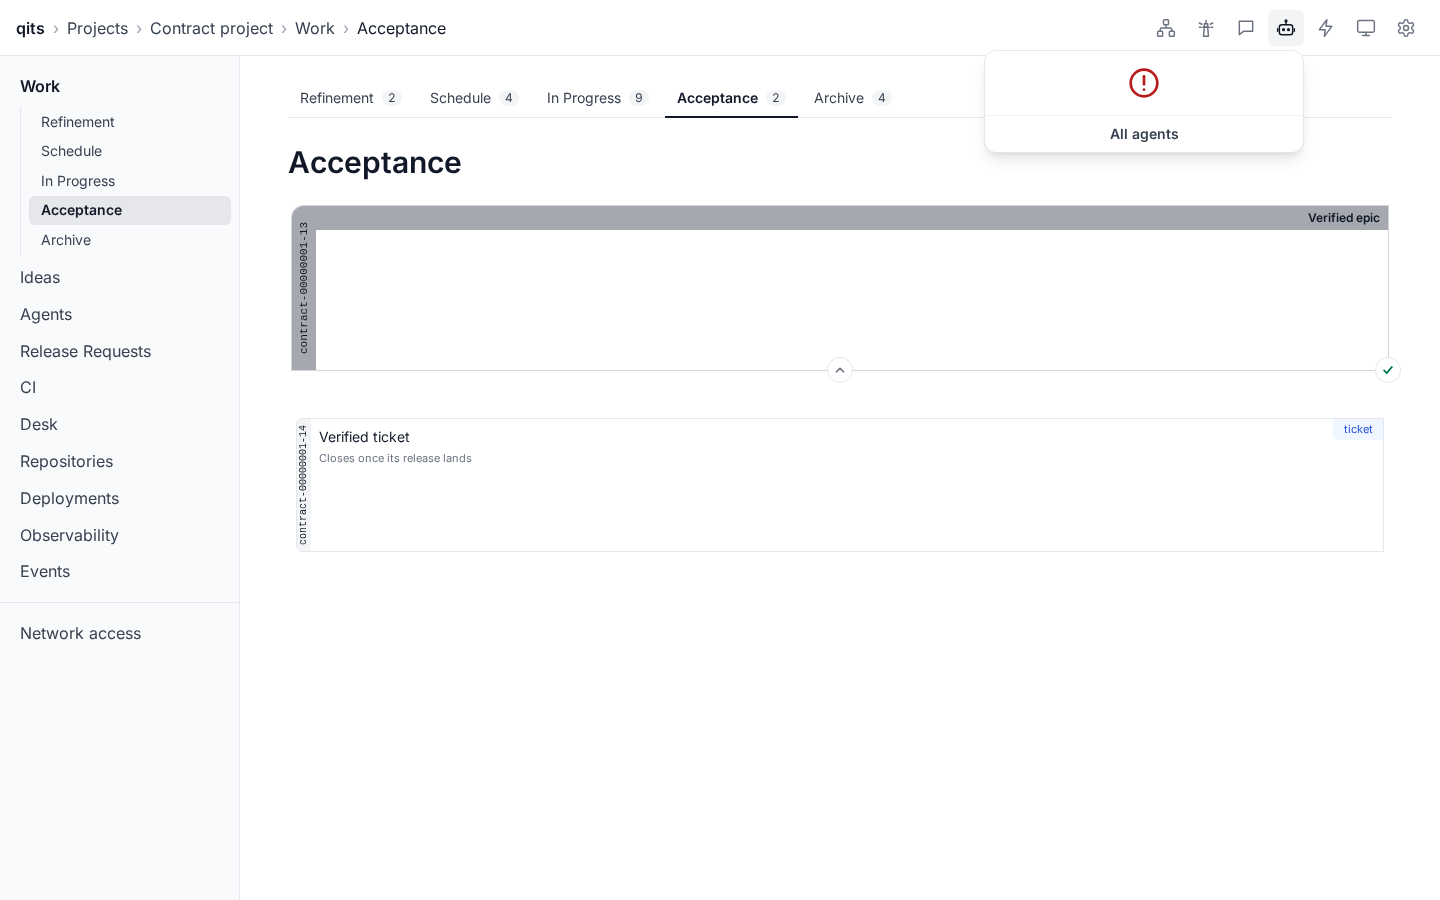 qits › Projects › Contract project › Work › Acceptance
All agents
Work
Refinement
Schedule
In Progress
Acceptance
Archive
Ideas
Agents
Release Requests
CI
Desk
Repositories
Deployments
Observability
Events
Network access
Refinement 2
Schedule 4
In Progress 9
Acceptance 2
Archive 4
Acceptance
contract-00000001-13
Verified epic
contract-00000001-14
Verified ticket
ticket
Closes once its release lands